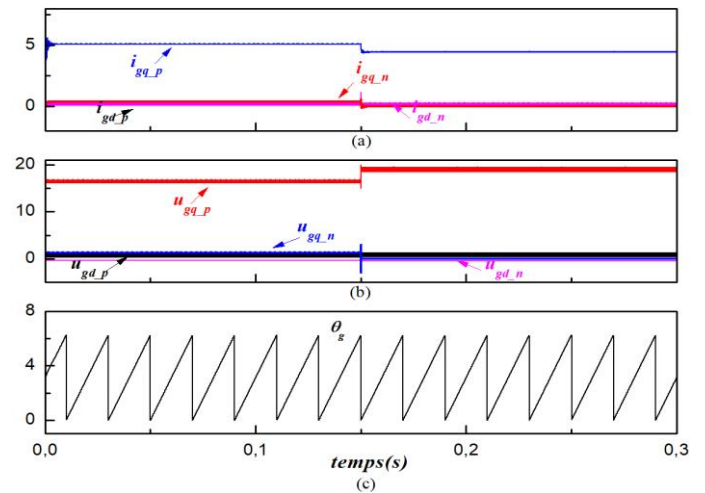 5
i_gq_p
i_gq_n
0
i_gd_p
i_gd_n
(a)
20
u_gq_p
10
u_gq_n
0
u_gd_p
u_gd_n
(b)
8
θ_g
4
0
0,0
0,1
0,2
0,3
temps(s)
(c)